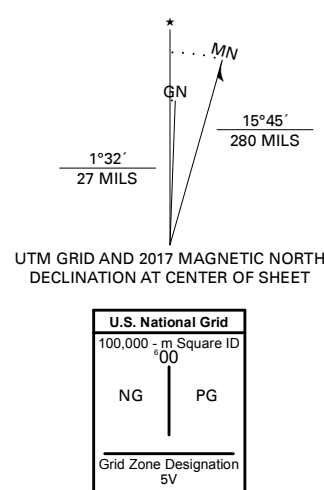 ★
MN
GN
1°32´
27 MILS
15°45´
280 MILS
UTM GRID AND 2017 MAGNETIC NORTH
DECLINATION AT CENTER OF SHEET
U.S. National Grid
100,000 - m Square ID
⁶00
NG PG
Grid Zone Designation
5V